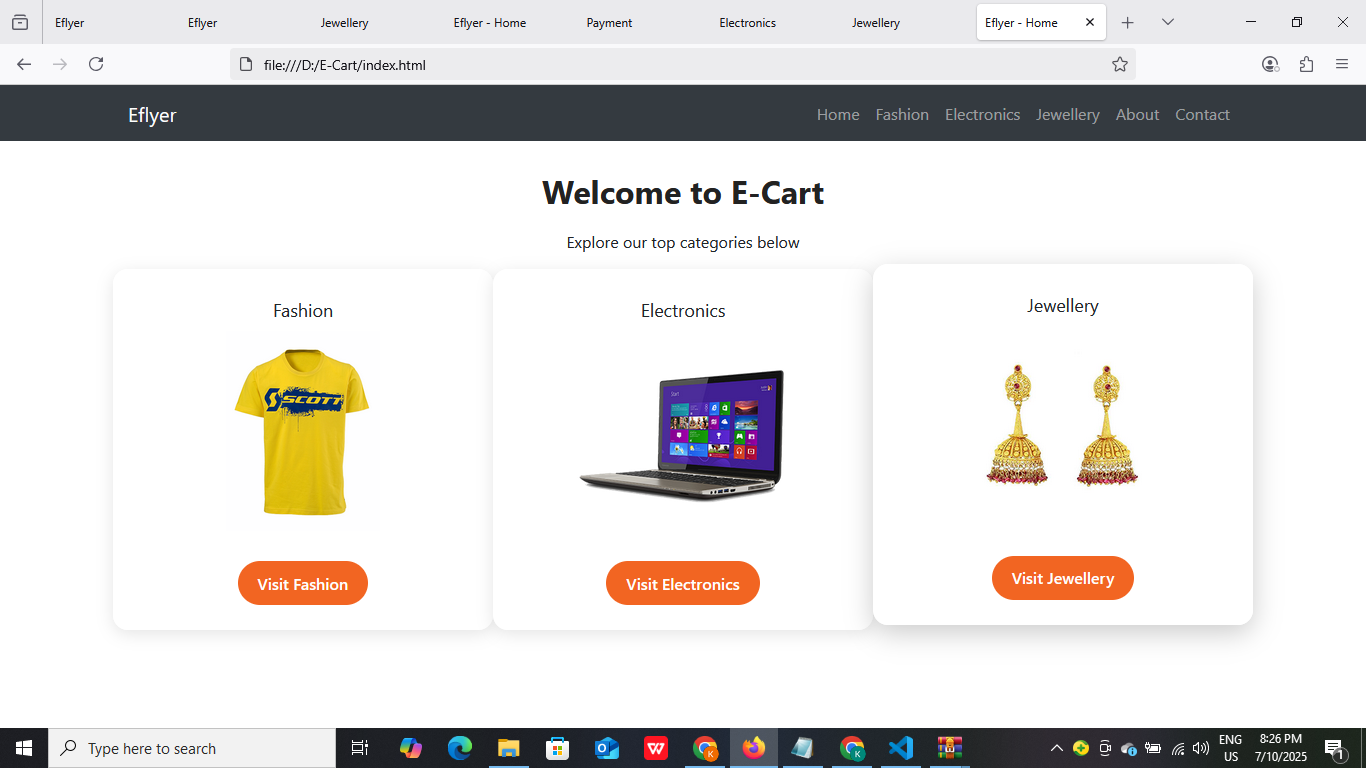 Eflyer
Eflyer
Jewellery
Eflyer - Home
Payment
Electronics
Jewellery
Eflyer - Home
file:///D:/E-Cart/index.html
Eflyer
Home Fashion Electronics Jewellery About Contact
Welcome to E-Cart
Explore our top categories below
Fashion
Electronics
Jewellery
SCOTT
Start
Visit Fashion
Visit Electronics
Visit Jewellery
Type here to search
ENG
US
8:26 PM
7/10/2025
1